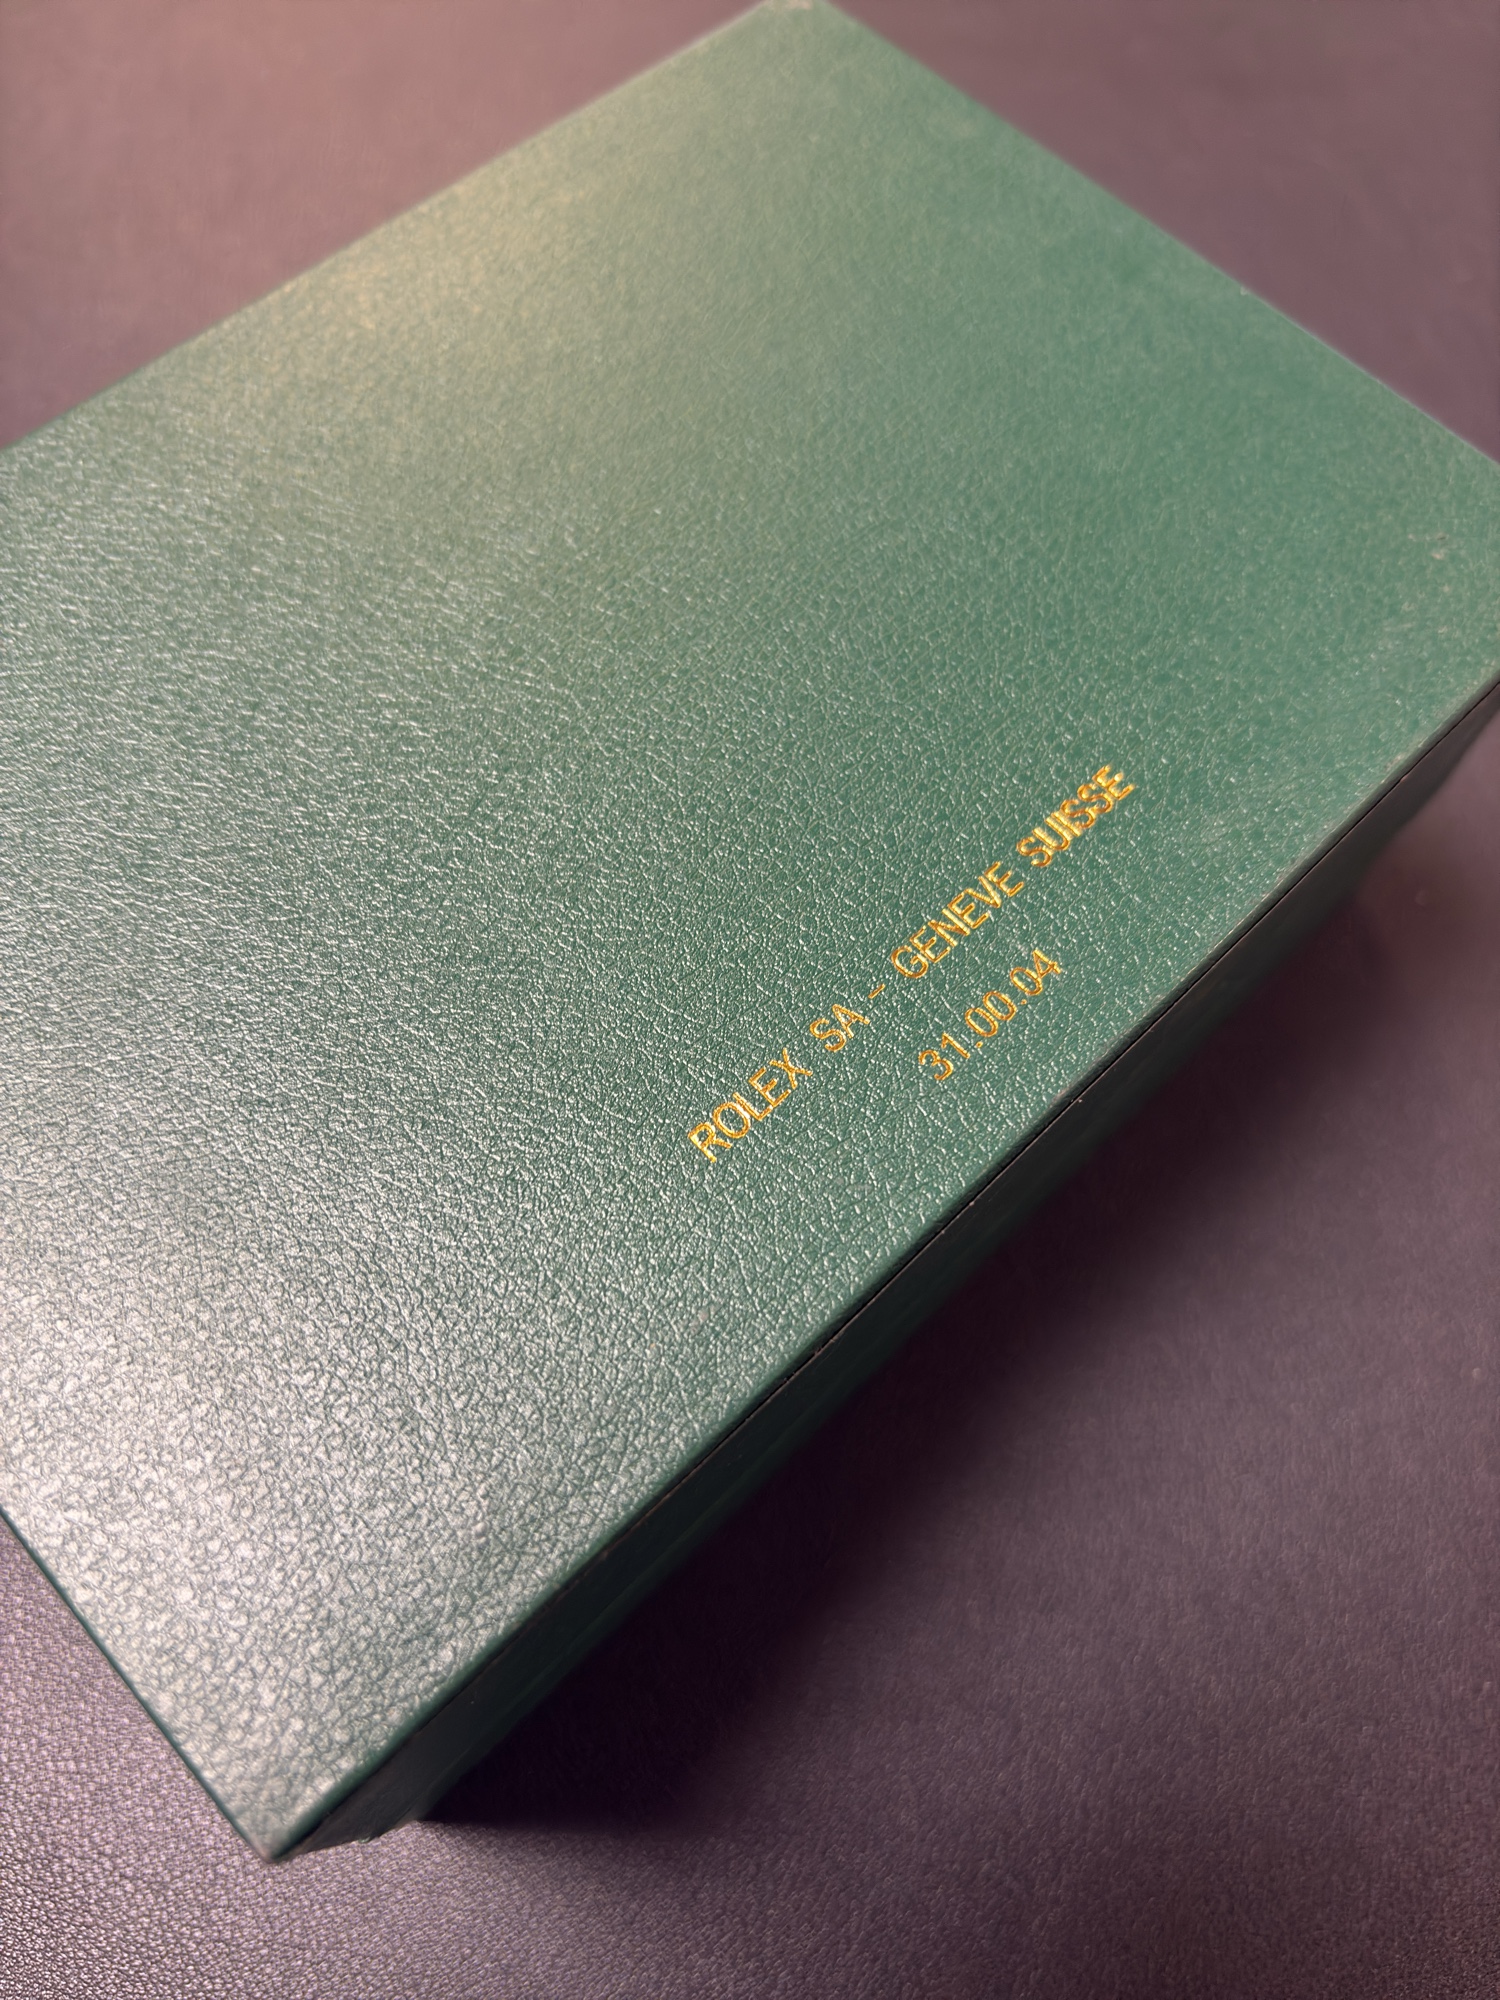 ROLEX SA - GENEVE SUISSE
31.00.04